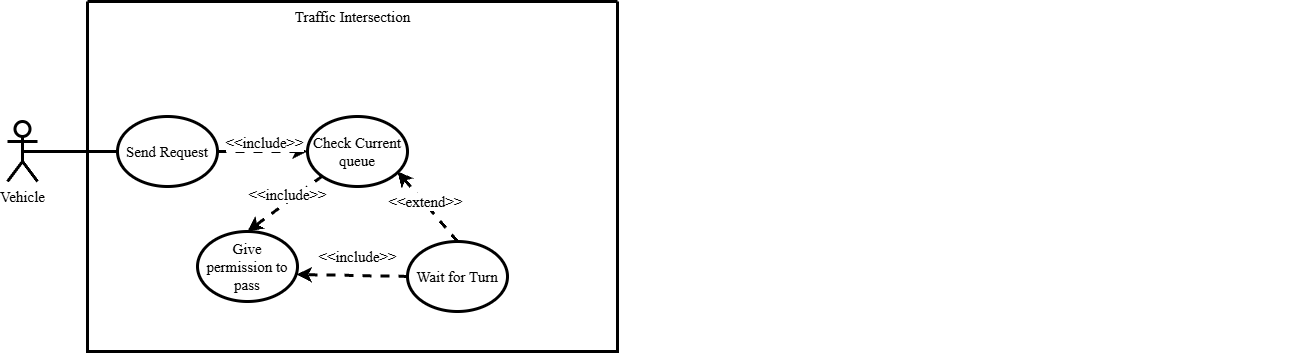 Traffic Intersection
Send Request
<<include>>
Check Current
queue
Vehicle
<<include>>
<<extend>>
Give
permission to
pass
<<include>>
Wait for Turn